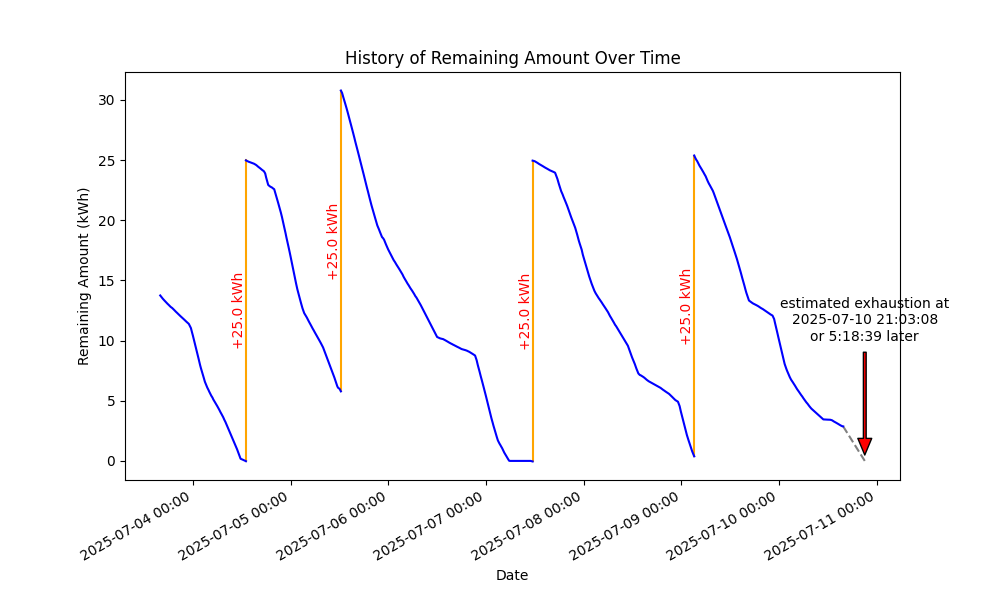 History of Remaining Amount Over Time
Remaining Amount (kWh)
30
25
20
15
10
5
0
+25.0 kWh
+25.0 kWh
+25.0 kWh
+25.0 kWh
estimated exhaustion at
2025-07-10 21:03:08
or 5:18:39 later
2025-07-04 00:00
2025-07-05 00:00
2025-07-06 00:00
2025-07-07 00:00
2025-07-08 00:00
2025-07-09 00:00
2025-07-10 00:00
2025-07-11 00:00
Date